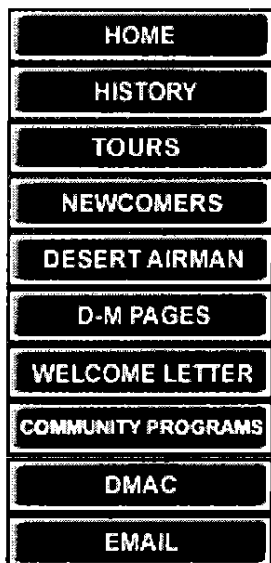 HOME
HISTORY
TOURS
NEWCOMERS
DESERT AIRMAN
D-M PAGES
WELCOME LETTER
COMMUNITY PROGRAMS
DMAC
EMAIL